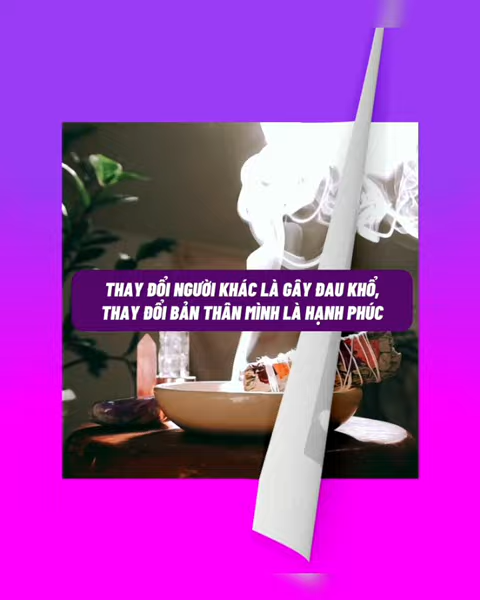 THAY ĐỔI NGƯỜI KHÁC LÀ GÂY ĐAU KHỔ,
THAY ĐỔI BẢN THÂN MÌNH LÀ HẠNH PHÚC